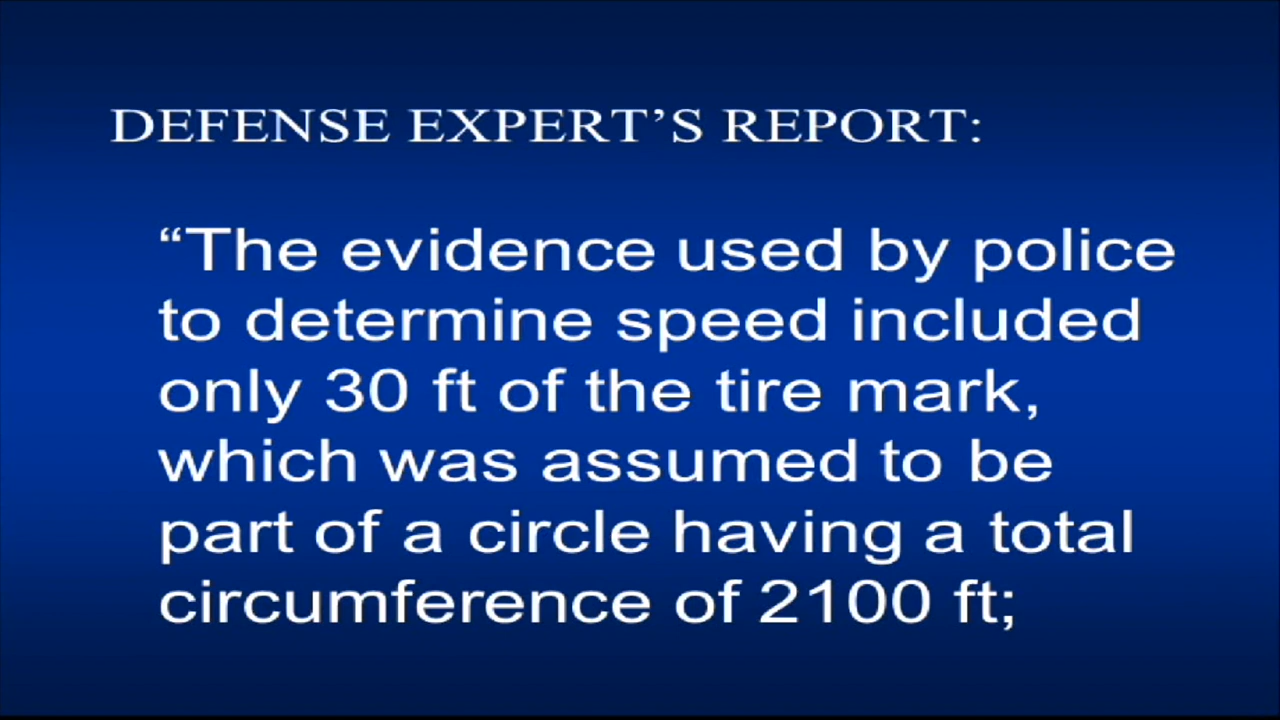 DEFENSE EXPERT’S REPORT:
“The evidence used by police
to determine speed included
only 30 ft of the tire mark,
which was assumed to be
part of a circle having a total
circumference of 2100 ft;